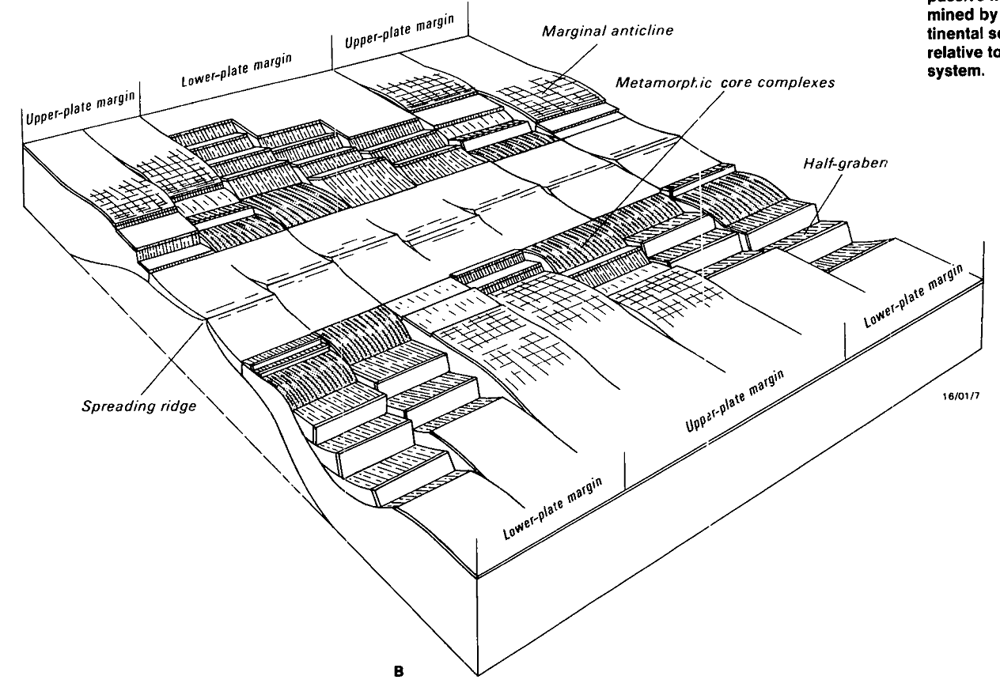 mined by
relative to
system.
Upper-plate margin
Marginal anticline
Lower-plate margin
Metamorphic core complexes
Upper-plate margin
Half-graben
Lower-plate margin
16/01/7
Upper-plate margin
Spreading ridge
Lower-plate margin
B